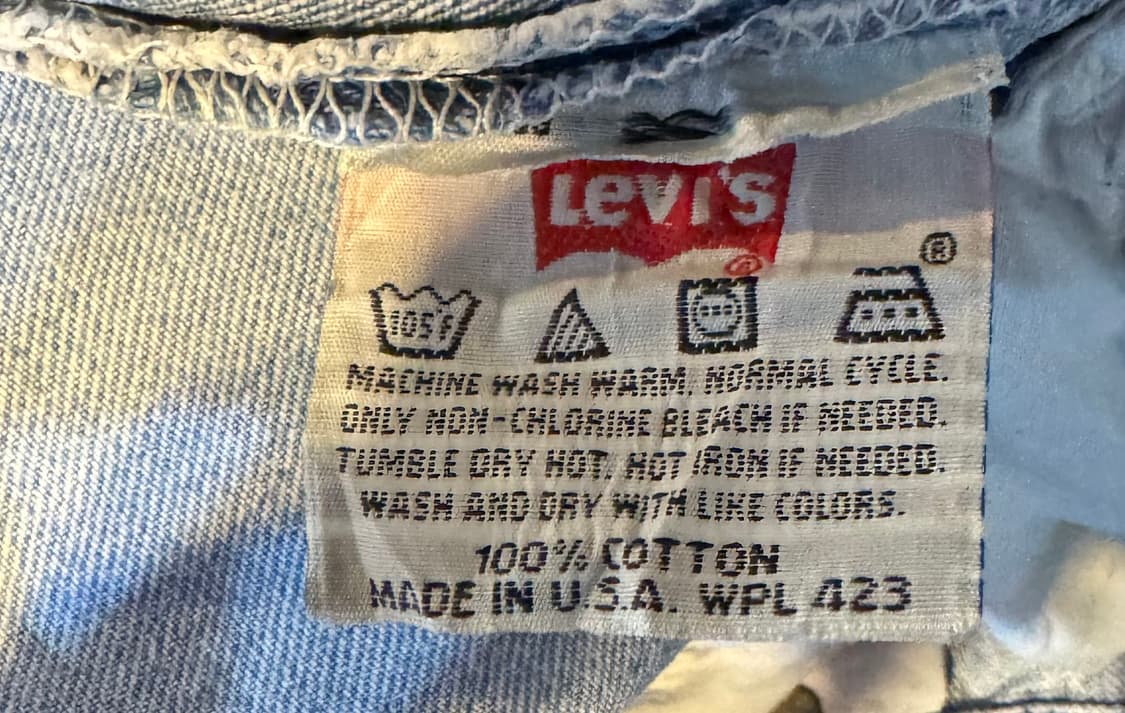 Levi's
®
®
105F
MACHINE WASH WARM, NORMAL CYCLE.
ONLY NON-CHLORINE BLEACH IF NEEDED.
TUMBLE DRY HOT. HOT IRON IF NEEDED.
WASH AND DRY WITH LIKE COLORS.
100% COTTON
MADE IN U.S.A. WPL 423